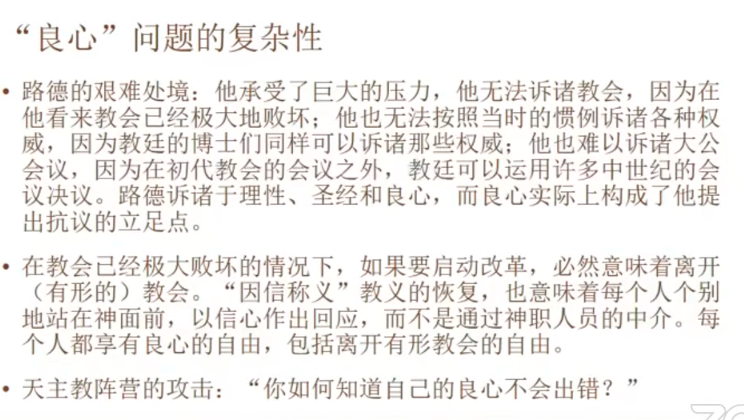 “良心”问题的复杂性
• 路德的艰难处境：他承受了巨大的压力，他无法诉诸教会，因为在
他看来教会已经极大地败坏；他也无法按照当时的惯例诉诸各种权
威，因为教廷的博士们同样可以诉诸那些权威；他也难以诉诸大公
会议，因为在初代教会的会议之外，教廷可以运用许多中世纪的会
议决议。路德诉诸于理性、圣经和良心，而良心实际上构成了他提
出抗议的立足点。
• 在教会已经极大败坏的情况下，如果要启动改革，必然意味着离开
（有形的）教会。“因信称义”教义的恢复，也意味着每个人个别
地站在神面前，以信心作出回应，而不是通过神职人员的中介。每
个人都享有良心的自由，包括离开有形教会的自由。
• 天主教阵营的攻击：“你如何知道自己的良心不会出错？”